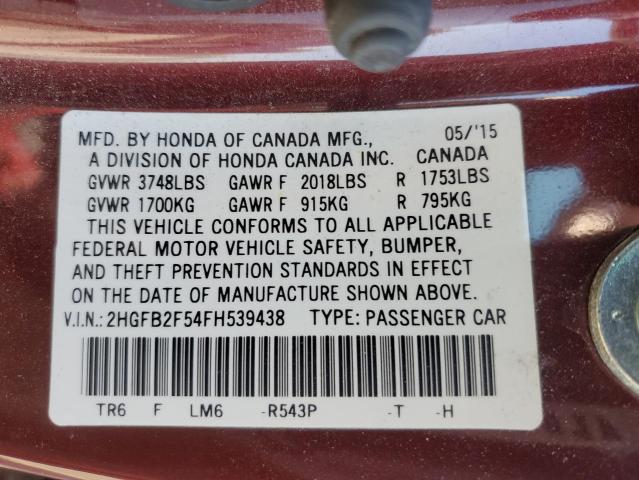 MFD. BY HONDA OF CANADA MFG., 05/'15
A DIVISION OF HONDA CANADA INC. CANADA
GVWR 3748LBS GAWR F 2018LBS R 1753LBS
GVWR 1700KG GAWR F 915KG R 795KG
THIS VEHICLE CONFORMS TO ALL APPLICABLE
FEDERAL MOTOR VEHICLE SAFETY, BUMPER,
AND THEFT PREVENTION STANDARDS IN EFFECT
ON THE DATE OF MANUFACTURE SHOWN ABOVE.
V.I.N.: 2HGFB2F54FH539438 TYPE: PASSENGER CAR
TR6 F LM6 -R543P -T -H